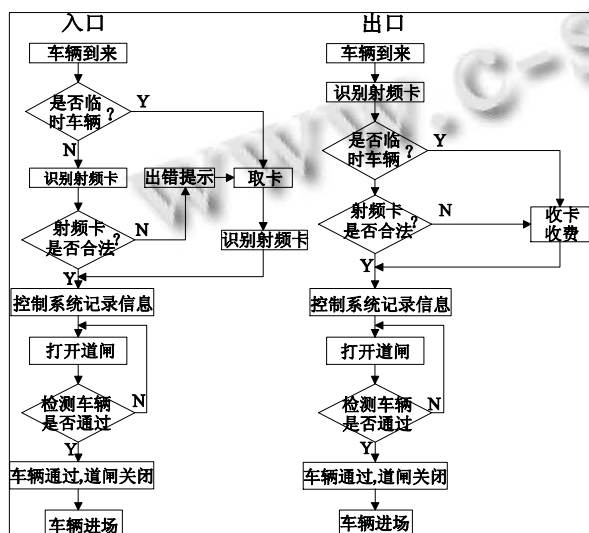 入口
车辆到来
是否临
时车辆
？
Y
N
识别射频卡
出错提示
取卡
射频卡
是否合法
？
N
识别射频卡
Y
控制系统记录信息
打开道闸
检测车辆
是否通过
N
Y
车辆通过,道闸关闭
车辆进场
出口
车辆到来
识别射频卡
是否临
时车辆
？
Y
射频卡
是否合法
？
N
收卡
收费
Y
控制系统记录信息
打开道闸
检测车辆
是否通过
N
Y
车辆通过,道闸关闭
车辆进场
www.c-s